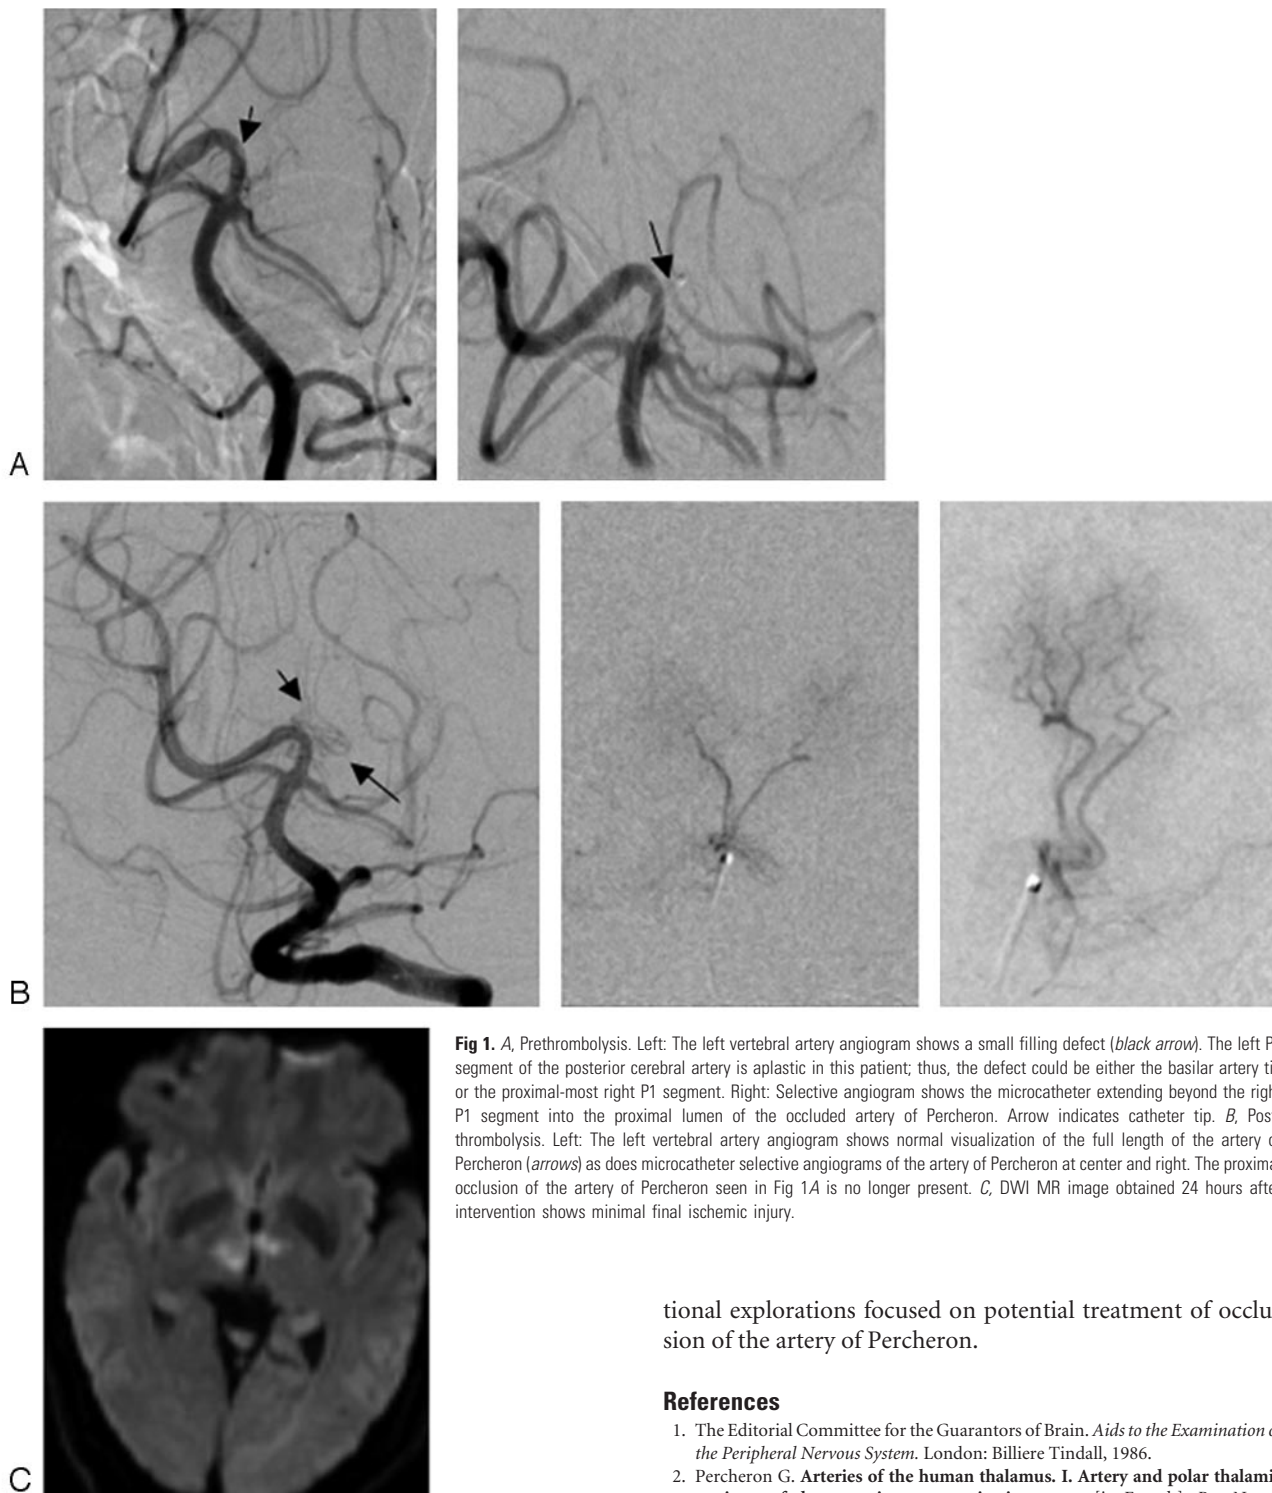 A
B
C
Fig 1. A, Prethrombolysis. Left: The left vertebral artery angiogram shows a small filling defect (black arrow). The left P
segment of the posterior cerebral artery is aplastic in this patient; thus, the defect could be either the basilar artery ti
or the proximal-most right P1 segment. Right: Selective angiogram shows the microcatheter extending beyond the righ
P1 segment into the proximal lumen of the occluded artery of Percheron. Arrow indicates catheter tip. B, Pos
thrombolysis. Left: The left vertebral artery angiogram shows normal visualization of the full length of the artery o
Percheron (arrows) as does microcatheter selective angiograms of the artery of Percheron at center and right. The proxima
occlusion of the artery of Percheron seen in Fig 1A is no longer present. C, DWI MR image obtained 24 hours afte
intervention shows minimal final ischemic injury.
tional explorations focused on potential treatment of occlu
sion of the artery of Percheron.
References
1. The Editorial Committee for the Guarantors of Brain. Aids to the Examination o
the Peripheral Nervous System. London: Billiere Tindall, 1986.
2. Percheron G. Arteries of the human thalamus. I. Artery and polar thalami